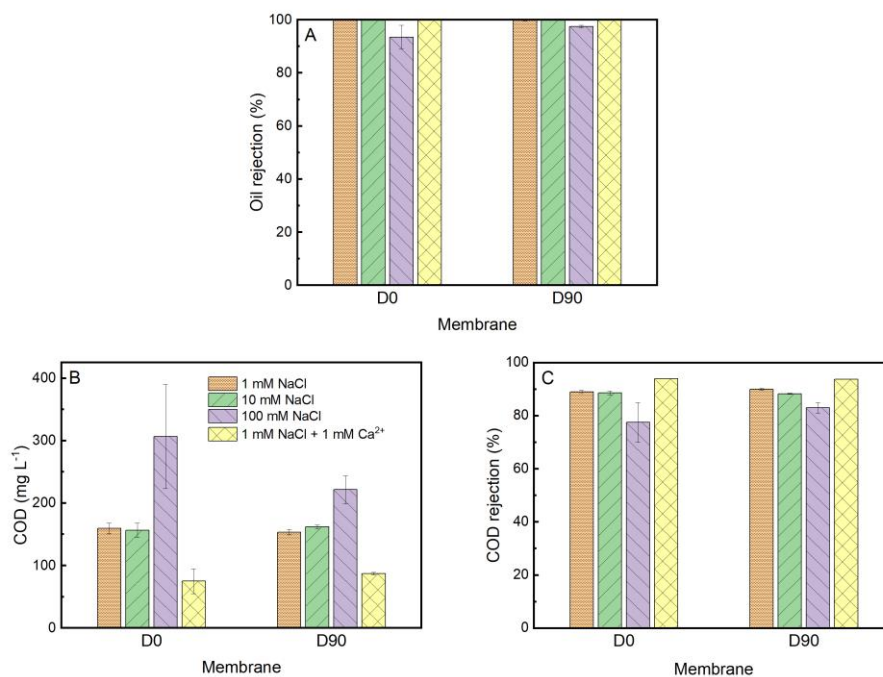 A
Oil rejection (%)
100
80
60
40
20
0
D0
D90
Membrane
B
COD (mg L⁻¹)
400
300
200
100
0
1 mM NaCl
10 mM NaCl
100 mM NaCl
1 mM NaCl + 1 mM Ca²⁺
D0
D90
Membrane
C
COD rejection (%)
100
80
60
40
20
0
D0
D90
Membrane